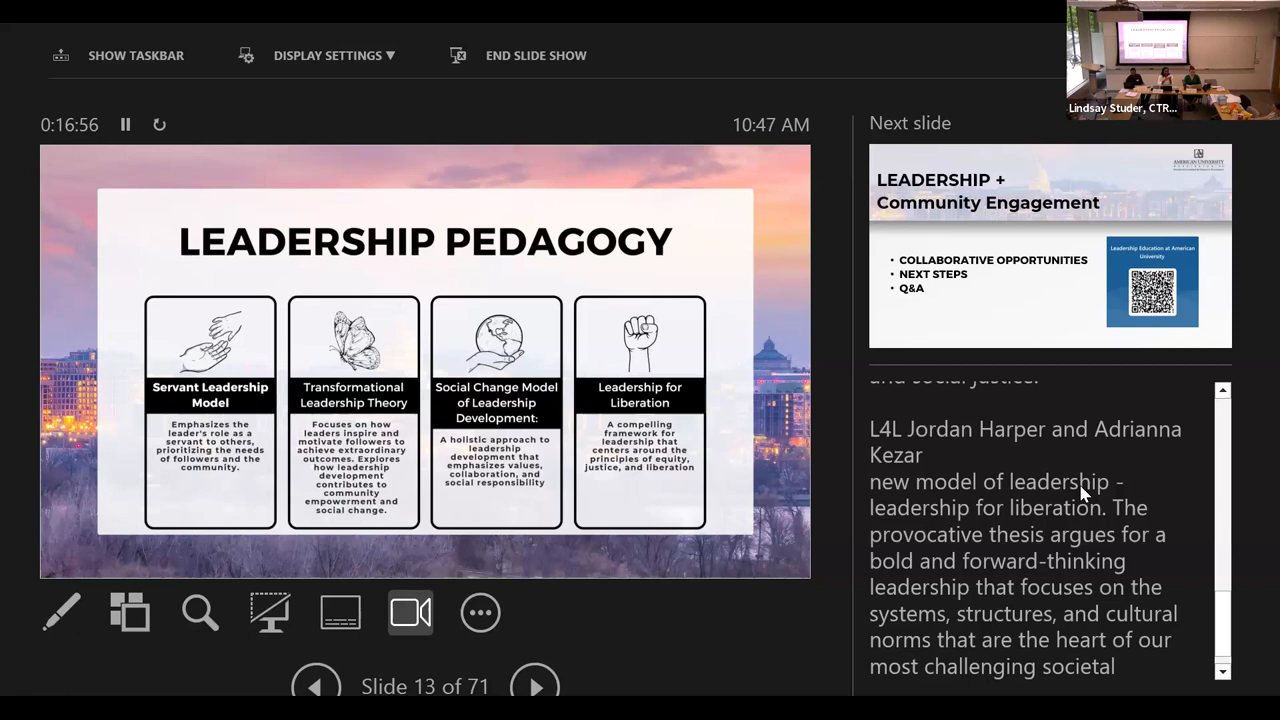 SHOW TASKBAR
DISPLAY SETTINGS ▼
END SLIDE SHOW
LEADERSHIP PEDAGOGY
Lindsay Studer, CTR...
0:16:56
10:47 AM
Next slide
LEADERSHIP PEDAGOGY
Servant Leadership
Model
Emphasizes the
leader's role as a
servant to others,
prioritizing the needs
of followers and the
community.
Transformational
Leadership Theory
Focuses on how
leaders inspire and
motivate followers to
achieve extraordinary
outcomes. Explores
how leadership
development
contributes to
community
empowerment and
social change.
Social Change Model
of Leadership
Development:
A holistic approach to
leadership
development that
emphasizes values,
collaboration, and
social responsibility
Leadership for
Liberation
A compelling
framework for
leadership that
centers around the
principles of equity,
justice, and liberation
AMERICAN UNIVERSITY
LEADERSHIP +
Community Engagement
• COLLABORATIVE OPPORTUNITIES
• NEXT STEPS
• Q&A
Leadership Education at American
University
and social justice.
L4L Jordan Harper and Adrianna
Kezar
new model of leadership -
leadership for liberation. The
provocative thesis argues for a
bold and forward-thinking
leadership that focuses on the
systems, structures, and cultural
norms that are the heart of our
most challenging societal
Slide 13 of 71